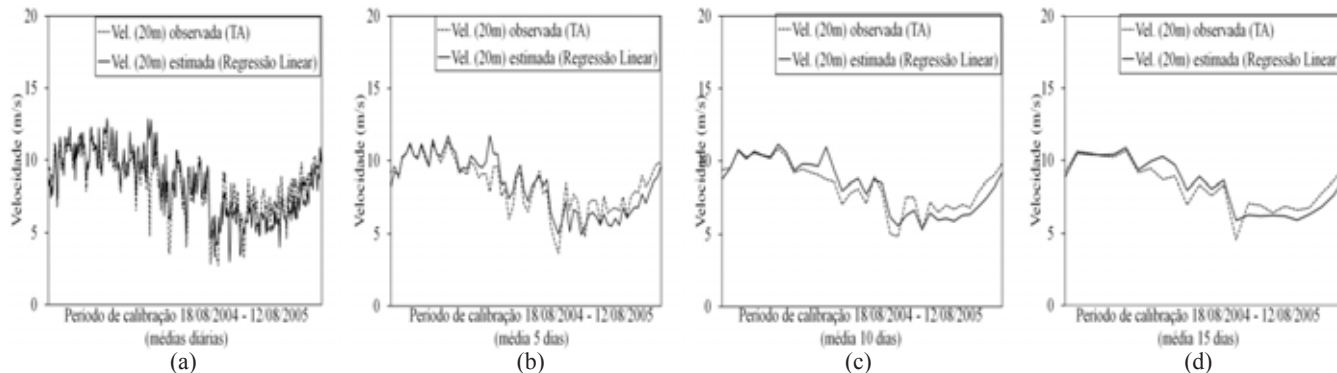 20
15
10
5
0
Velocidade (m/s)
Vel. (20m) observada (TA)
Vel. (20m) estimada (Regressão Linear)
Periodo de calibração 18/08/2004 - 12/08/2005
(médias diárias)
(a)
20
15
10
5
0
Velocidade (m/s)
Vel. (20m) observada (TA)
Vel. (20m) estimada (Regressão Linear)
Periodo de calibração 18/08/2004 - 12/08/2005
(média 5 dias)
(b)
20
15
10
5
0
Velocidade (m/s)
Vel. (20m) observada (TA)
Vel. (20m) estimada (Regressão Linear)
Periodo de calibração 18/08/2004 - 12/08/2005
(média 10 dias)
(c)
20
15
10
5
0
Velocidade (m/s)
Vel. (20m) observada (TA)
Vel. (20m) estimada (Regressão Linear)
Periodo de calibração 18/08/2004 - 12/08/2005
(média 15 dias)
(d)